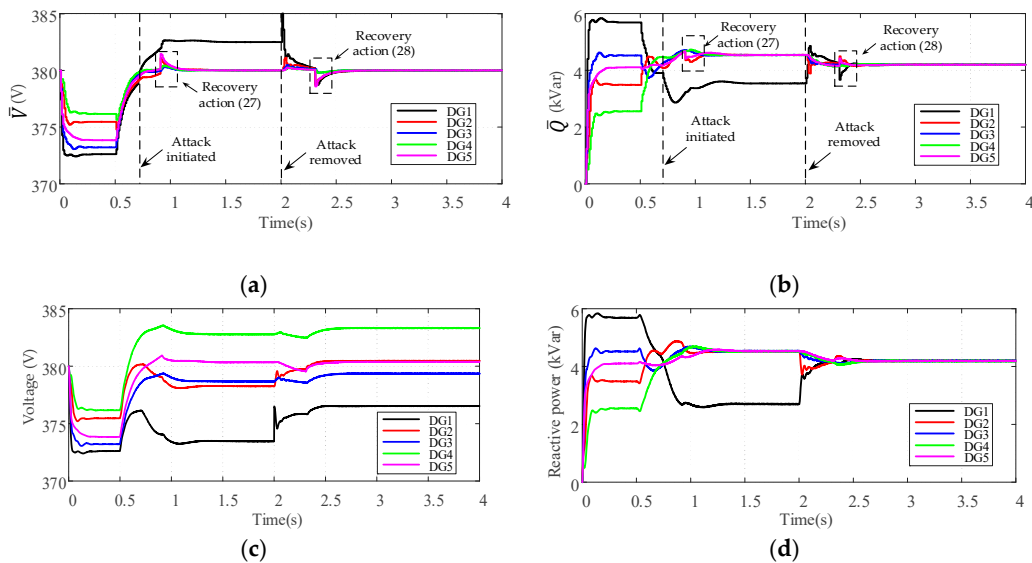 385
380
375
370
V̄ (V)
Recovery
action (28)
Recovery
action (27)
Attack
initiated
Attack
removed
DG1
DG2
DG3
DG4
DG5
0 0.5 1 1.5 2 2.5 3 3.5 4
Time(s)
(a)
6
4
2
0
Q̄ (kVar)
Recovery
action (27)
Recovery
action (28)
Attack
initiated
Attack
removed
DG1
DG2
DG3
DG4
DG5
0 0.5 1 1.5 2 2.5 3 3.5 4
Time(s)
(b)
385
380
375
370
Voltage (V)
DG1
DG2
DG3
DG4
DG5
0 0.5 1 1.5 2 2.5 3 3.5 4
Time(s)
(c)
6
4
2
0
Reactive power (kVar)
DG1
DG2
DG3
DG4
DG5
0 0.5 1 1.5 2 2.5 3 3.5 4
Time(s)
(d)